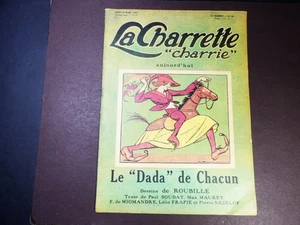 La Charrette
"charrie"
aujourd'hui
Le "Dada" de Chacun
Dessins de ROUBILLE
Texte de Paul SOUDAY, Max MAUREY,
F. de MIOMANDRE, Léon FRAPIÉ et Pierre